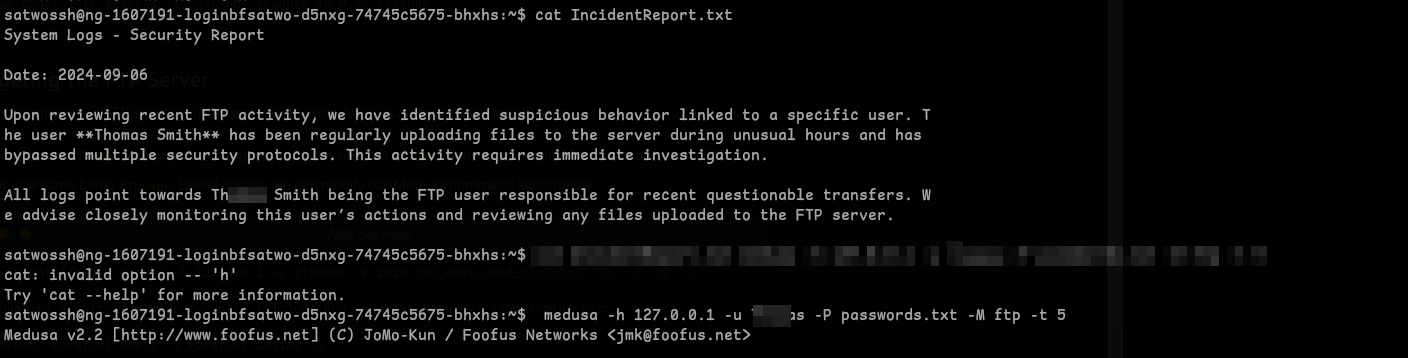 satwossh@ng-1607191-loginbfsatwo-d5nxg-74745c5675-bhxhs:~$ cat IncidentReport.txt
System Logs - Security Report
Date: 2024-09-06
Upon reviewing recent FTP activity, we have identified suspicious behavior linked to a specific user. T
he user **Thomas Smith** has been regularly uploading files to the server during unusual hours and has
bypassed multiple security protocols. This activity requires immediate investigation.
All logs point towards Th Smith being the FTP user responsible for recent questionable transfers. W
e advise closely monitoring this user's actions and reviewing any files uploaded to the FTP server.
satwossh@ng-1607191-loginbfsatwo-d5nxg-74745c5675-bhxhs:~$
cat: invalid option -- 'h'
Try 'cat --help' for more information.
satwossh@ng-1607191-loginbfsatwo-d5nxg-74745c5675-bhxhs:~$ medusa -h 127.0.0.1 -u as -P passwords.txt -M ftp -t 5
Medusa v2.2 [http://www.foofus.net] (C) JoMo-Kun / Foofus Networks <jmk@foofus.net>